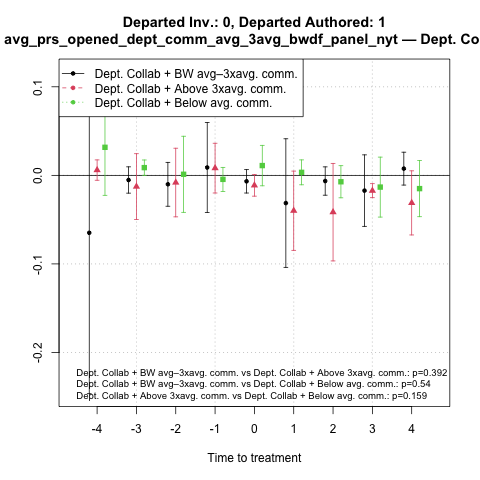 Departed Inv.: 0, Departed Authored: 1
avg_prs_opened_dept_comm_avg_3avg_bwdf_panel_nyt — Dept. Co
Dept. Collab + BW avg–3xavg. comm.
Dept. Collab + Above 3xavg. comm.
Dept. Collab + Below avg. comm.
0.1
0.0
-0.1
-0.2
Dept. Collab + BW avg–3xavg. comm. vs Dept. Collab + Above 3xavg. comm.: p=0.392
Dept. Collab + BW avg–3xavg. comm. vs Dept. Collab + Below avg. comm.: p=0.54
Dept. Collab + Above 3xavg. comm. vs Dept. Collab + Below avg. comm.: p=0.159
-4 -3 -2 -1 0 1 2 3 4
Time to treatment